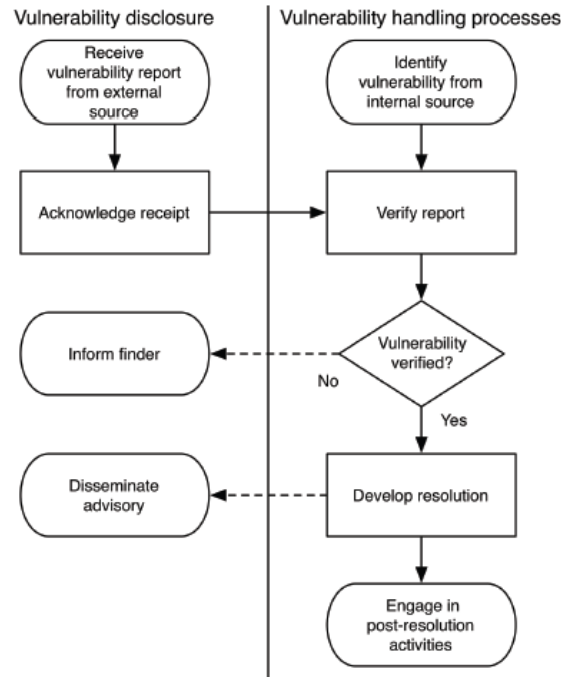 Vulnerability disclosure
Vulnerability handling processes
Receive
vulnerability report
from external
source
Identify
vulnerability from
internal source
Acknowledge receipt
Verify report
Inform finder
Vulnerability
verified?
No
Yes
Disseminate
advisory
Develop resolution
Engage in
post-resolution
activities